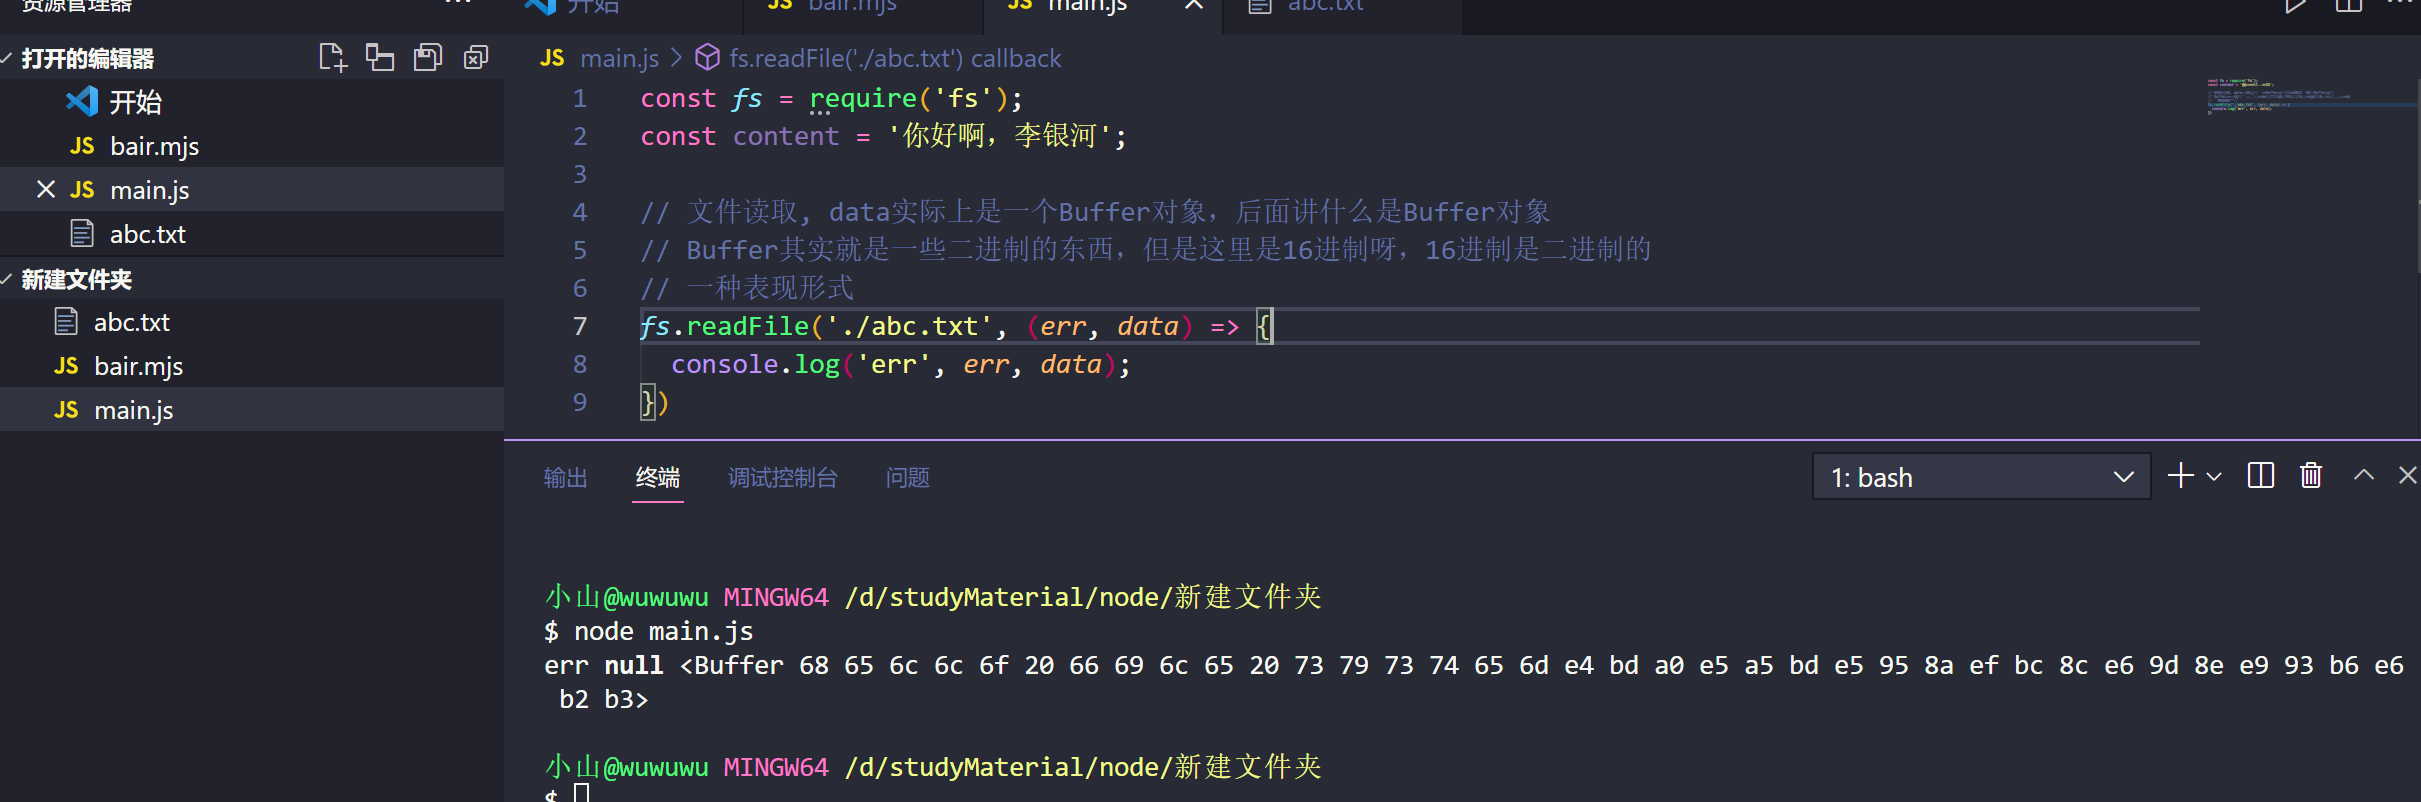 资源管理器 ···
开始 JS bair.mjs JS main.js abc.txt
打开的编辑器
开始
JS bair.mjs
JS main.js
abc.txt
新建文件夹
abc.txt
JS bair.mjs
JS main.js
JS main.js > fs.readFile('./abc.txt') callback
1 const fs = require('fs');
2 const content = '你好啊，李银河';
3
4 // 文件读取, data实际上是一个Buffer对象，后面讲什么是Buffer对象
5 // Buffer其实就是一些二进制的东西，但是这里是16进制呀，16进制是二进制的
6 // 一种表现形式
7 fs.readFile('./abc.txt', (err, data) => {
8 console.log('err', err, data);
9 })
输出 终端 调试控制台 问题 1: bash
小山@wuwuwu MINGW64 /d/studyMaterial/node/新建文件夹
$ node main.js
err null <Buffer 68 65 6c 6c 6f 20 66 69 6c 65 20 73 79 73 74 65 6d e4 bd a0 e5 a5 bd e5 95 8a ef bc 8c e6 9d 8e e9 93 b6 e6
b2 b3>
小山@wuwuwu MINGW64 /d/studyMaterial/node/新建文件夹
$